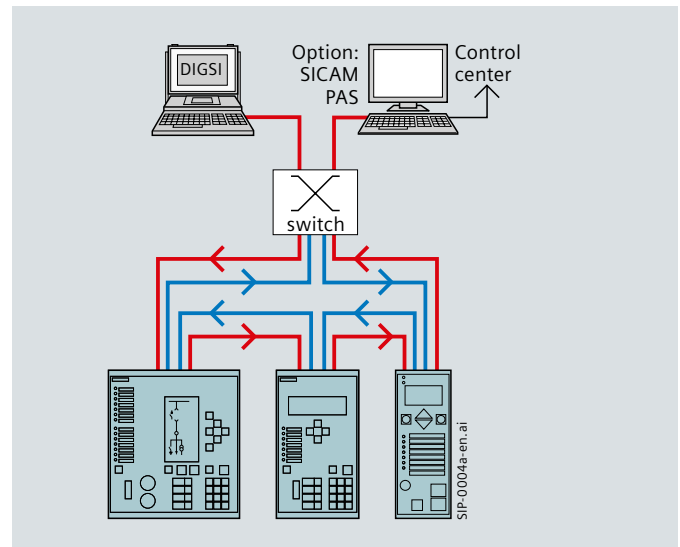 DIGSI
Option:
SICAM
PAS
Control
center
switch
SIP-0004a-en.ai